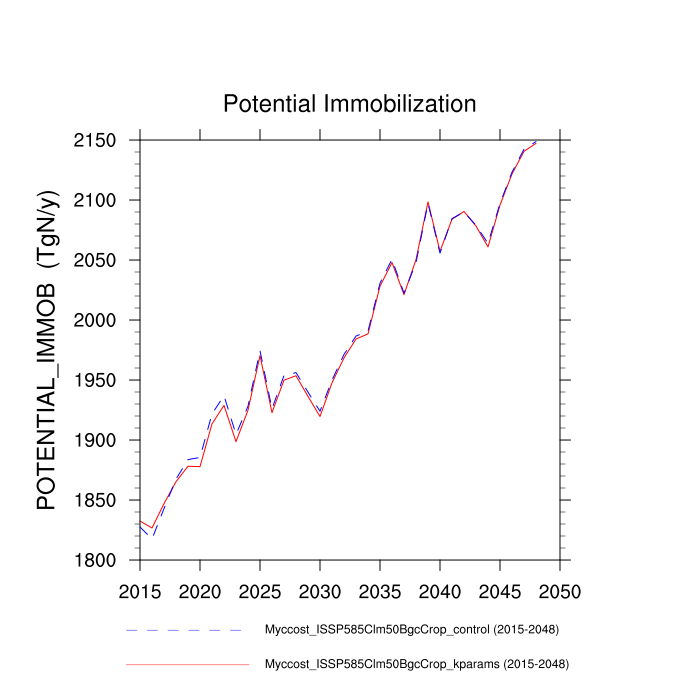 Potential Immobilization
POTENTIAL_IMMOB (TgN/y)
2150
2100
2050
2000
1950
1900
1850
1800
2015 2020 2025 2030 2035 2040 2045 2050
Myccost_ISSP585Clm50BgcCrop_control (2015-2048)
Myccost_ISSP585Clm50BgcCrop_kparams (2015-2048)